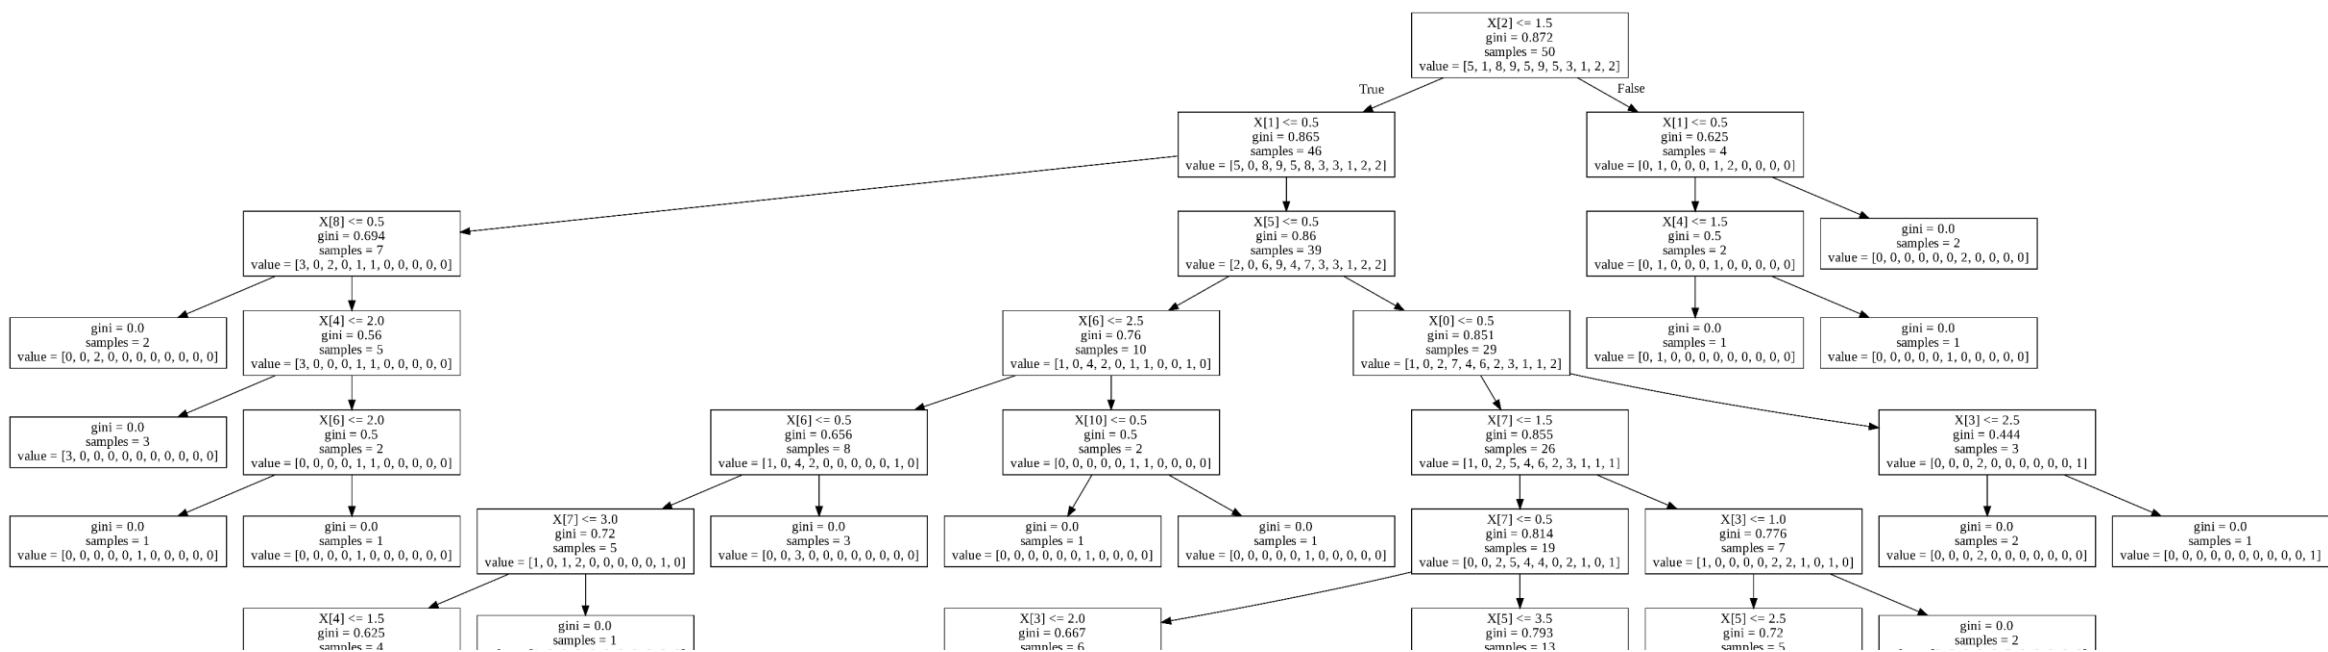 X[2] <= 1.5
gini = 0.872
samples = 50
value = [5, 1, 8, 9, 5, 9, 5, 3, 1, 2, 2]
True
False
X[1] <= 0.5
gini = 0.865
samples = 46
value = [5, 0, 8, 9, 5, 8, 3, 3, 1, 2, 2]
X[1] <= 0.5
gini = 0.625
samples = 4
value = [0, 1, 0, 0, 0, 1, 2, 0, 0, 0, 0]
X[8] <= 0.5
gini = 0.694
samples = 7
value = [3, 0, 2, 0, 1, 1, 0, 0, 0, 0, 0]
X[5] <= 0.5
gini = 0.86
samples = 39
value = [2, 0, 6, 9, 4, 7, 3, 3, 1, 2, 2]
X[4] <= 1.5
gini = 0.5
samples = 2
value = [0, 1, 0, 0, 0, 1, 0, 0, 0, 0, 0]
gini = 0.0
samples = 2
value = [0, 0, 0, 0, 0, 0, 2, 0, 0, 0, 0]
gini = 0.0
samples = 2
value = [0, 0, 2, 0, 0, 0, 0, 0, 0, 0, 0]
X[4] <= 2.0
gini = 0.56
samples = 5
value = [3, 0, 0, 0, 1, 1, 0, 0, 0, 0, 0]
X[6] <= 2.5
gini = 0.76
samples = 10
value = [1, 0, 4, 2, 0, 1, 1, 0, 0, 1, 0]
X[0] <= 0.5
gini = 0.851
samples = 29
value = [1, 0, 2, 7, 4, 6, 2, 3, 1, 1, 2]
gini = 0.0
samples = 1
value = [0, 1, 0, 0, 0, 0, 0, 0, 0, 0, 0]
gini = 0.0
samples = 1
value = [0, 0, 0, 0, 0, 1, 0, 0, 0, 0, 0]
gini = 0.0
samples = 3
value = [3, 0, 0, 0, 0, 0, 0, 0, 0, 0, 0]
X[6] <= 2.0
gini = 0.5
samples = 2
value = [0, 0, 0, 0, 1, 1, 0, 0, 0, 0, 0]
X[6] <= 0.5
gini = 0.656
samples = 8
value = [1, 0, 4, 2, 0, 0, 0, 0, 0, 1, 0]
X[10] <= 0.5
gini = 0.5
samples = 2
value = [0, 0, 0, 0, 0, 1, 1, 0, 0, 0, 0]
X[7] <= 1.5
gini = 0.855
samples = 26
value = [1, 0, 2, 5, 4, 6, 2, 3, 1, 1, 1]
X[3] <= 2.5
gini = 0.444
samples = 3
value = [0, 0, 0, 2, 0, 0, 0, 0, 0, 0, 1]
gini = 0.0
samples = 1
value = [0, 0, 0, 0, 0, 1, 0, 0, 0, 0, 0]
gini = 0.0
samples = 1
value = [0, 0, 0, 0, 1, 0, 0, 0, 0, 0, 0]
X[7] <= 3.0
gini = 0.72
samples = 5
value = [1, 0, 1, 2, 0, 0, 0, 0, 0, 1, 0]
gini = 0.0
samples = 3
value = [0, 0, 3, 0, 0, 0, 0, 0, 0, 0, 0]
gini = 0.0
samples = 1
value = [0, 0, 0, 0, 0, 0, 1, 0, 0, 0, 0]
gini = 0.0
samples = 1
value = [0, 0, 0, 0, 0, 1, 0, 0, 0, 0, 0]
X[7] <= 0.5
gini = 0.814
samples = 19
value = [0, 0, 2, 5, 4, 4, 0, 2, 1, 0, 1]
X[3] <= 1.0
gini = 0.776
samples = 7
value = [1, 0, 0, 0, 0, 2, 2, 1, 0, 1, 0]
gini = 0.0
samples = 2
value = [0, 0, 0, 2, 0, 0, 0, 0, 0, 0, 0]
gini = 0.0
samples = 1
value = [0, 0, 0, 0, 0, 0, 0, 0, 0, 0, 1]
X[4] <= 1.5
gini = 0.625
samples = 4
gini = 0.0
samples = 1
X[3] <= 2.0
gini = 0.667
samples = 6
X[5] <= 3.5
gini = 0.793
samples = 13
X[5] <= 2.5
gini = 0.72
samples = 5
gini = 0.0
samples = 2